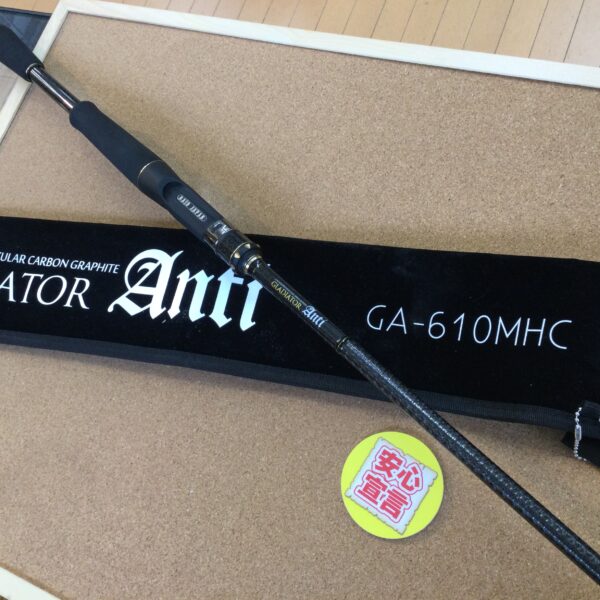 ULAR CARBON GRAPHITE
ATOR Anti
GA-610MHC
GLADIATOR Anti
安心
宣言